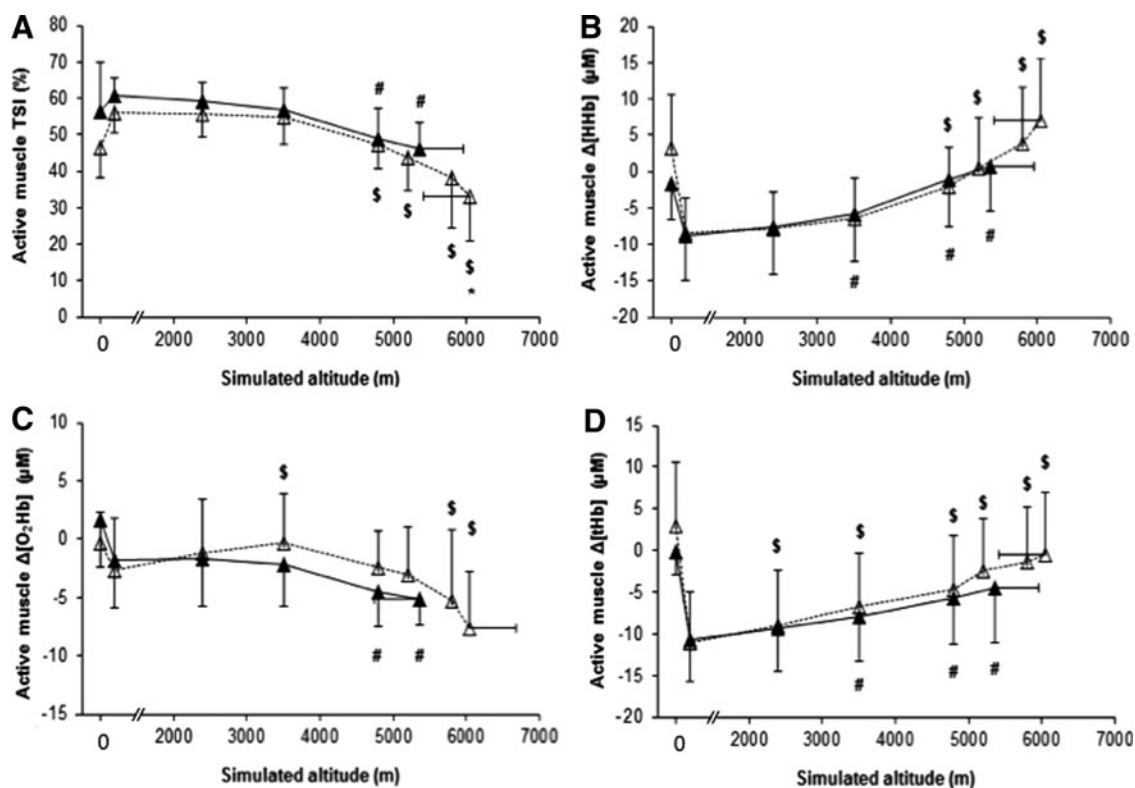 A
Active muscle TSI (%)
80
70
60
50
40
30
20
10
0
# #
$ $ $ $
*
0 2000 3000 4000 5000 6000 7000
Simulated altitude (m)
B
Active muscle Δ[HHb] (µM)
20
15
10
5
0
-5
-10
-15
-20
$ $ $ $
# # #
0 2000 3000 4000 5000 6000 7000
Simulated altitude (m)
C
Active muscle Δ[O₂Hb] (µM)
10
5
0
-5
-10
-15
$ $ $
# #
0 2000 3000 4000 5000 6000 7000
Simulated altitude (m)
D
Active muscle Δ[tHb] (µM)
15
10
5
0
-5
-10
-15
-20
$ $ $ $ $ $
# # #
0 2000 3000 4000 5000 6000 7000
Simulated altitude (m)